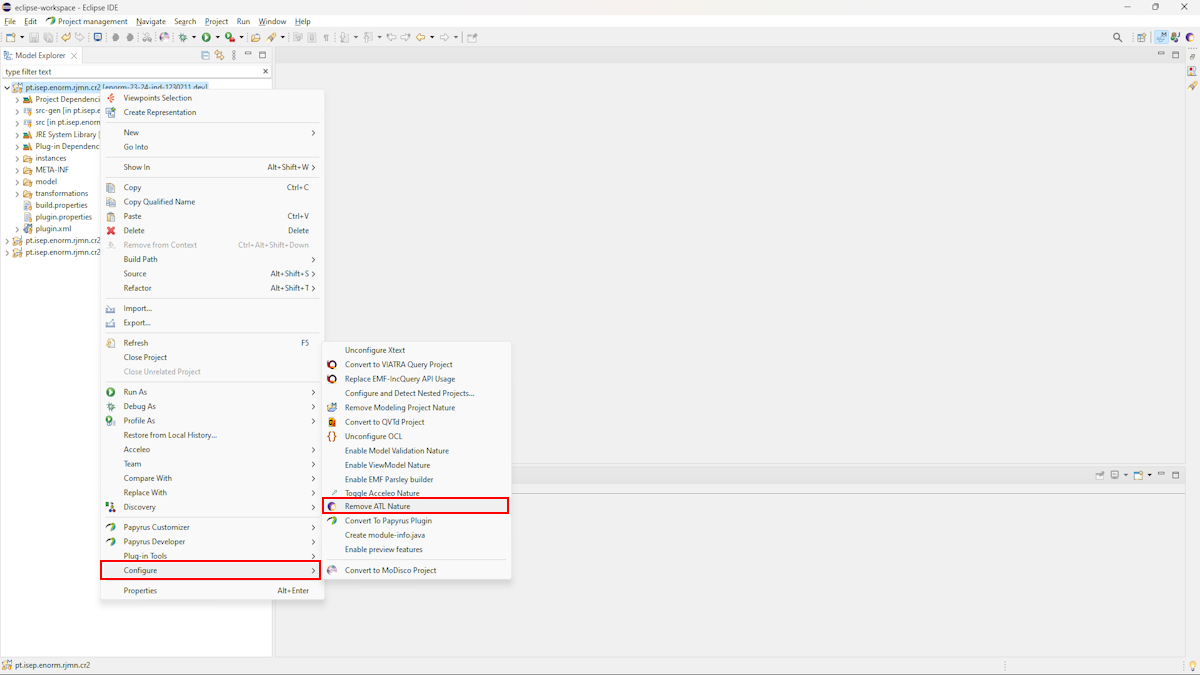 eclipse-workspace - Eclipse IDE
File Edit Project management Navigate Search Project Run Window Help
Model Explorer
type filter text
pt.isep.enorm.rjmn.cr2 [enorm-23-24-ind-1230211 dev]
Project Dependenci
src-gen [in pt.isep.e
src [in pt.isep.enorm
JRE System Library [
Plug-in Dependenc
instances
META-INF
model
transformations
build.properties
plugin.properties
plugin.xml
pt.isep.enorm.rjmn.cr2
pt.isep.enorm.rjmn.cr2
Viewpoints Selection
Create Representation
New
Go Into
Show In Alt+Shift+W
Copy Ctrl+C
Copy Qualified Name
Paste Ctrl+V
Delete Delete
Remove from Context Ctrl+Alt+Shift+Down
Build Path
Source Alt+Shift+S
Refactor Alt+Shift+T
Import...
Export...
Refresh F5
Close Project
Close Unrelated Project
Run As
Debug As
Profile As
Restore from Local History...
Acceleo
Team
Compare With
Replace With
Discovery
Papyrus Customizer
Papyrus Developer
Plug-in Tools
Configure
Properties Alt+Enter
Unconfigure Xtext
Convert to VIATRA Query Project
Replace EMF-IncQuery API Usage
Configure and Detect Nested Projects...
Remove Modeling Project Nature
Convert to QVTd Project
Unconfigure OCL
Enable Model Validation Nature
Enable ViewModel Nature
Enable EMF Parsley builder
Toggle Acceleo Nature
Remove ATL Nature
Convert To Papyrus Plugin
Create module-info.java
Enable preview features
Convert to MoDisco Project
pt.isep.enorm.rjmn.cr2